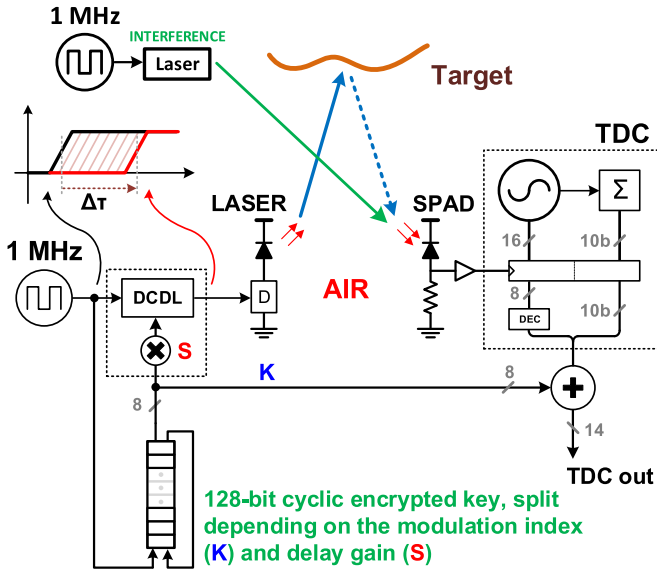 1 MHz
INTERFERENCE
Laser
Target
TDC
Δτ
LASER
SPAD
Σ
16
10b
1 MHz
DCDL
D
AIR
8
10b
DEC
S
K
8
8
14
TDC out
128-bit cyclic encrypted key, split
depending on the modulation index
(K) and delay gain (S)